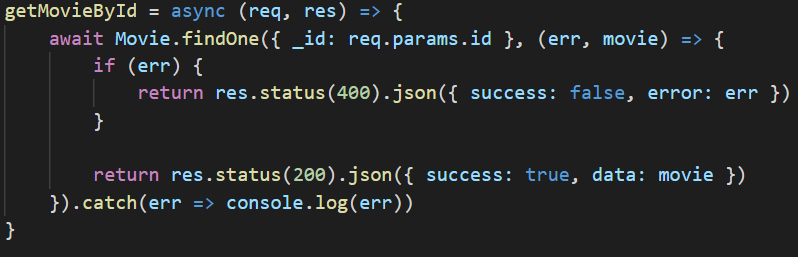 getMovieById = async (req, res) => {
    await Movie.findOne({ _id: req.params.id }, (err, movie) => {
        if (err) {
            return res.status(400).json({ success: false, error: err })
        }

        return res.status(200).json({ success: true, data: movie })
    }).catch(err => console.log(err))
}